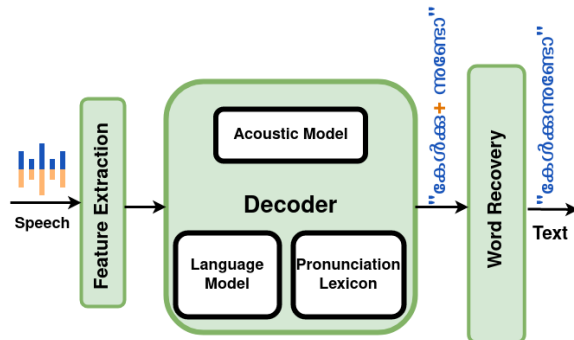 Speech
Feature Extraction
Acoustic Model
Decoder
Language
Model
Pronunciation
Lexicon
Word Recovery
Text